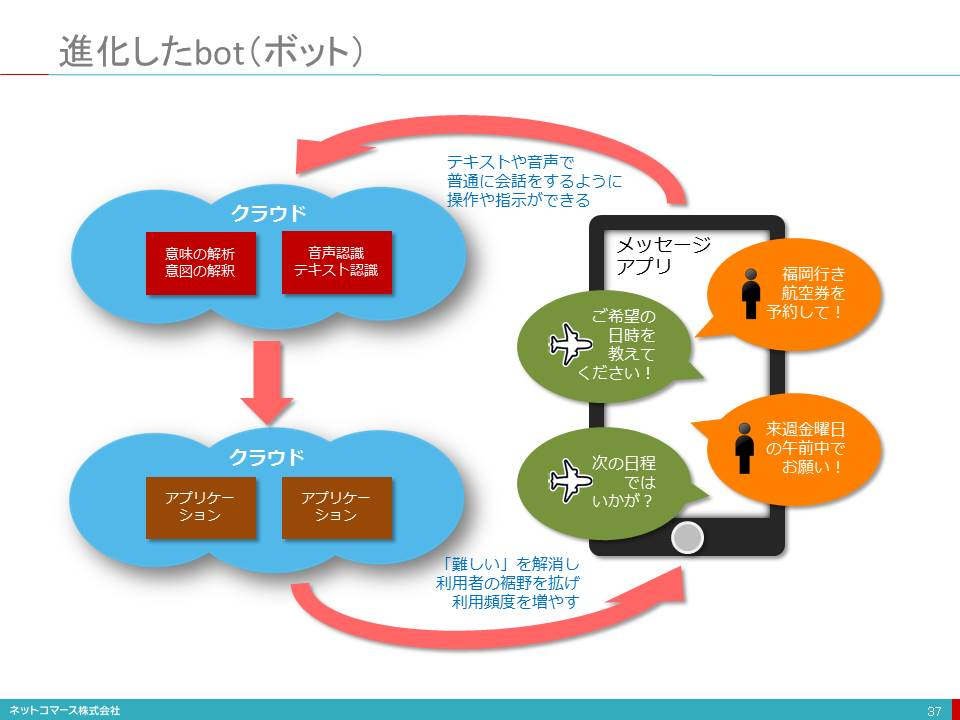 進化したbot（ボット）
テキストや音声で
普通に会話をするように
操作や指示ができる
クラウド
意味の解析
意図の解釈
音声認識
テキスト認識
メッセージ
アプリ
福岡行き
航空券を
予約して！
ご希望の
日時を
教えて
ください！
来週金曜日
の午前中で
お願い！
次の日程
では
いかが？
クラウド
アプリケー
ション
アプリケー
ション
「難しい」を解消し
利用者の裾野を拡げ
利用頻度を増やす
ネットコマース株式会社
37